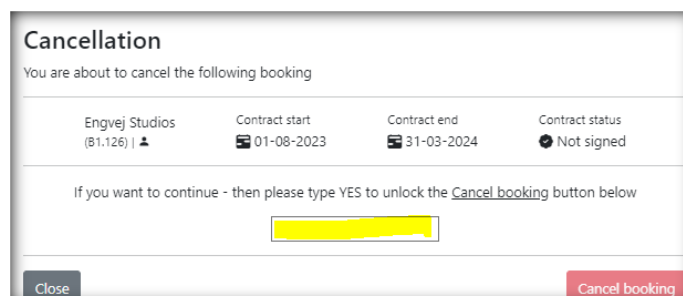 Cancellation
You are about to cancel the following booking
Engvej Studios
(B1.126) |
Contract start
01-08-2023
Contract end
31-03-2024
Contract status
Not signed
If you want to continue - then please type YES to unlock the Cancel booking button below
Close
Cancel booking